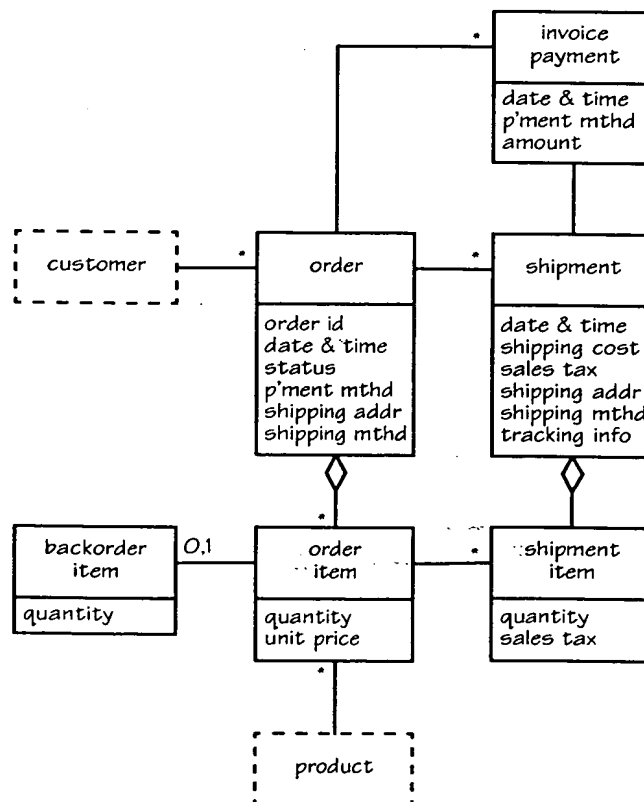 *
invoice
payment
date & time
p'ment mthd
amount
customer
*
order
*
shipment
order id
date & time
status
p'ment mthd
shipping addr
shipping mthd
date & time
shipping cost
sales tax
shipping addr
shipping mthd
tracking info
*
backorder
item
quantity
0,1
order
item
quantity
unit price
*
shipment
item
quantity
sales tax
*
product